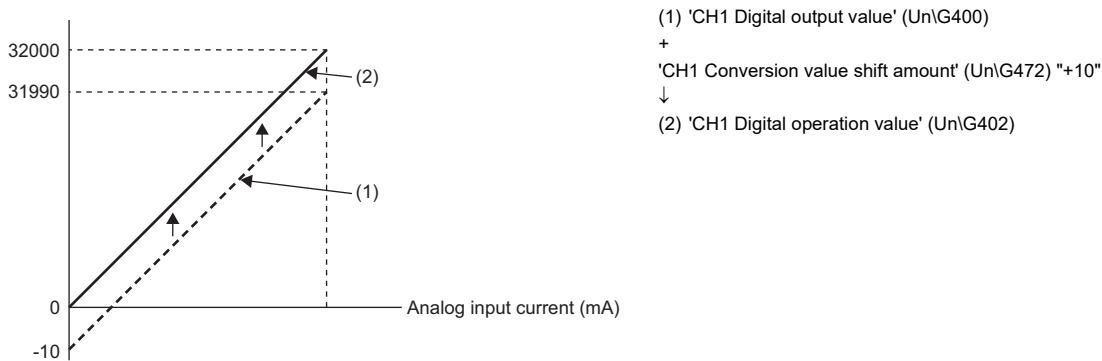 32000
31990
(2)
(1)
0
-10
Analog input current (mA)
(1) 'CH1 Digital output value' (Un\G400)
+
'CH1 Conversion value shift amount' (Un\G472) "+10"
↓
(2) 'CH1 Digital operation value' (Un\G402)